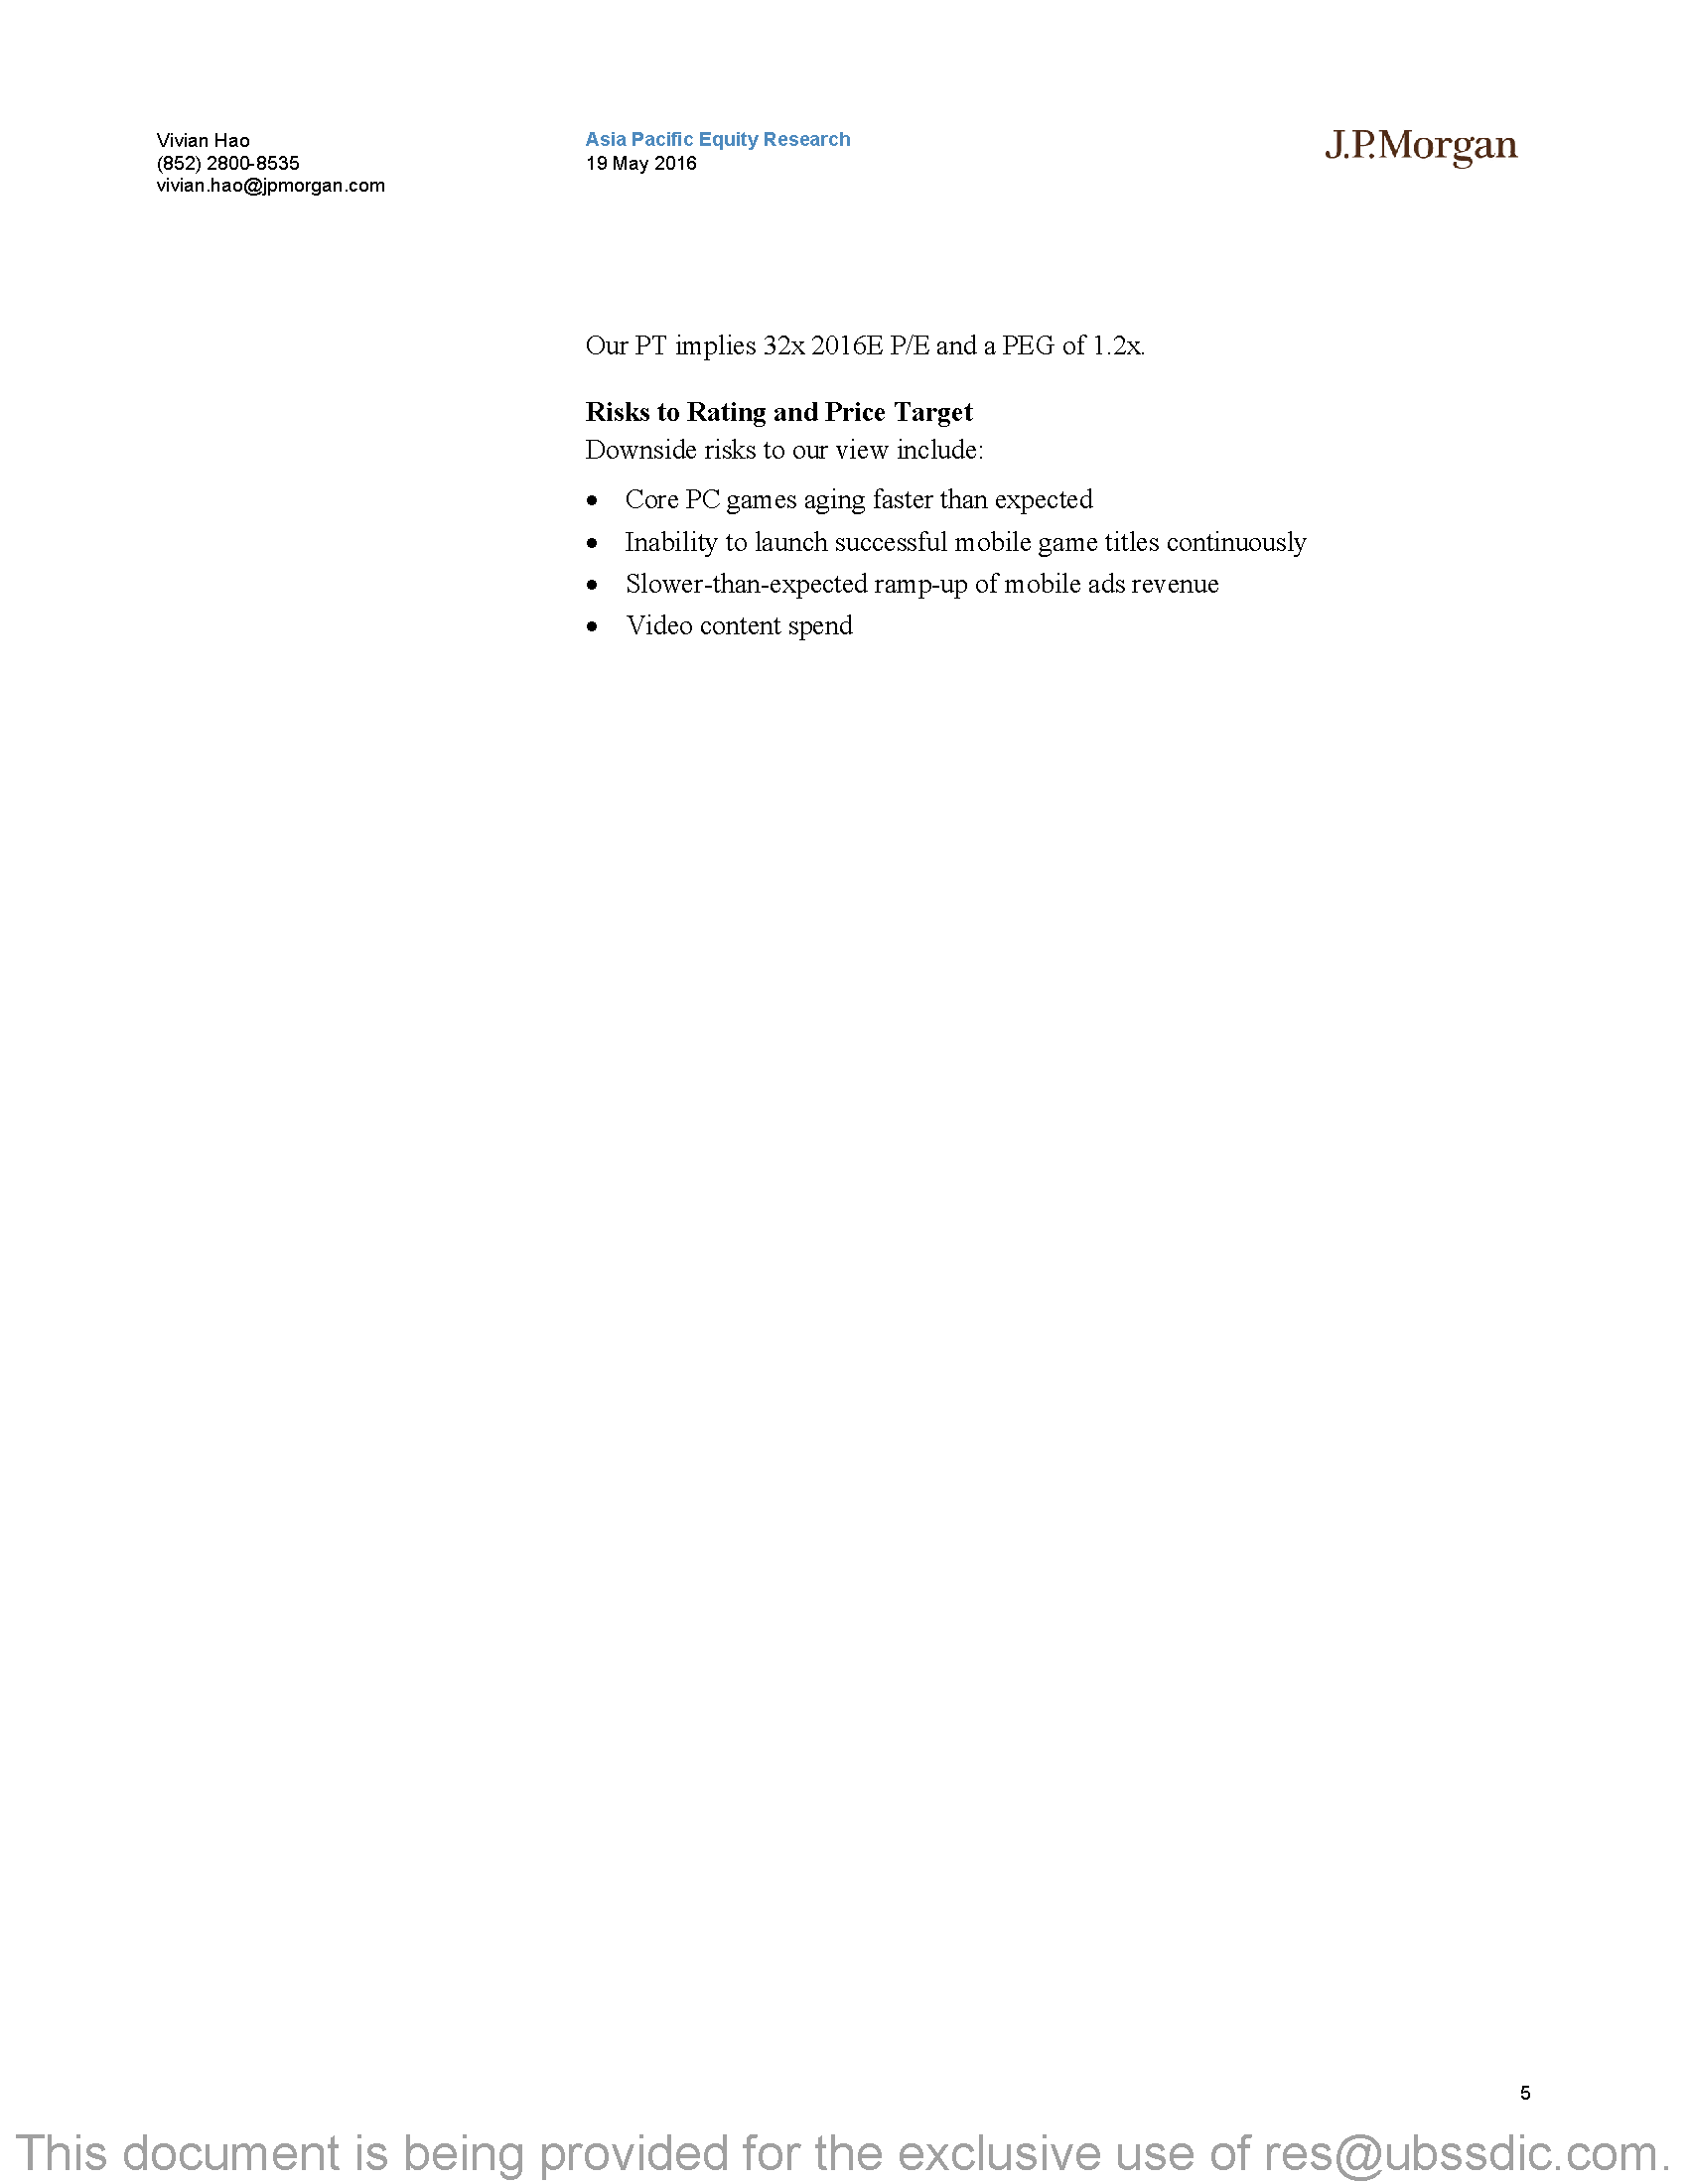 Vivian Hao
(852) 2800-8535
vivian.hao@jpmorgan.com
Asia Pacific Equity Research
19 May 2016
J.P.Morgan
Our PT implies 32x 2016E P/E and a PEG of 1.2x.
Risks to Rating and Price Target
Downside risks to our view include:
• Core PC games aging faster than expected
• Inability to launch successful mobile game titles continuously
• Slower-than-expected ramp-up of mobile ads revenue
• Video content spend
5
This document is being provided for the exclusive use of res@ubssdic.com.